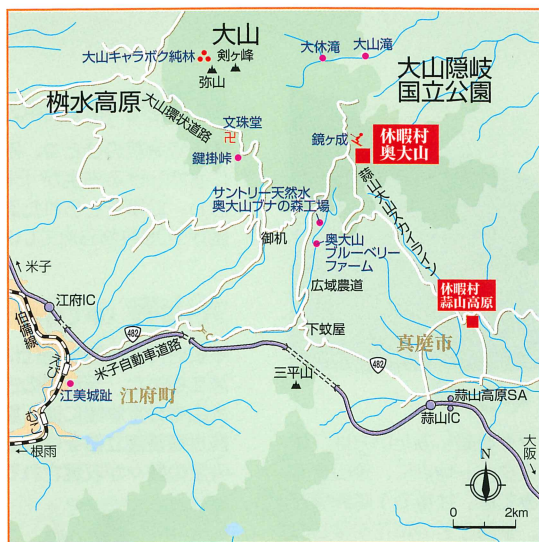 大山
大山キャラボク純林
剣ヶ峰
弥山
大休滝
大山滝
大山隠岐
国立公園
桝水高原
大山環状道路
文珠堂
鍵掛峠
鏡ヶ成
休暇村
奥大山
サントリー天然水
奥大山ブナの森工場
蒜山大山スカイライン
御机
奥大山
ブルーベリー
ファーム
広域農道
休暇村
蒜山高原
米子
江府IC
伯備線
482
米子自動車道路
下蚊屋
482
真庭市
三平山
江美城趾
江府町
蒜山高原SA
蒜山IC
大阪
根雨
N
0
2km